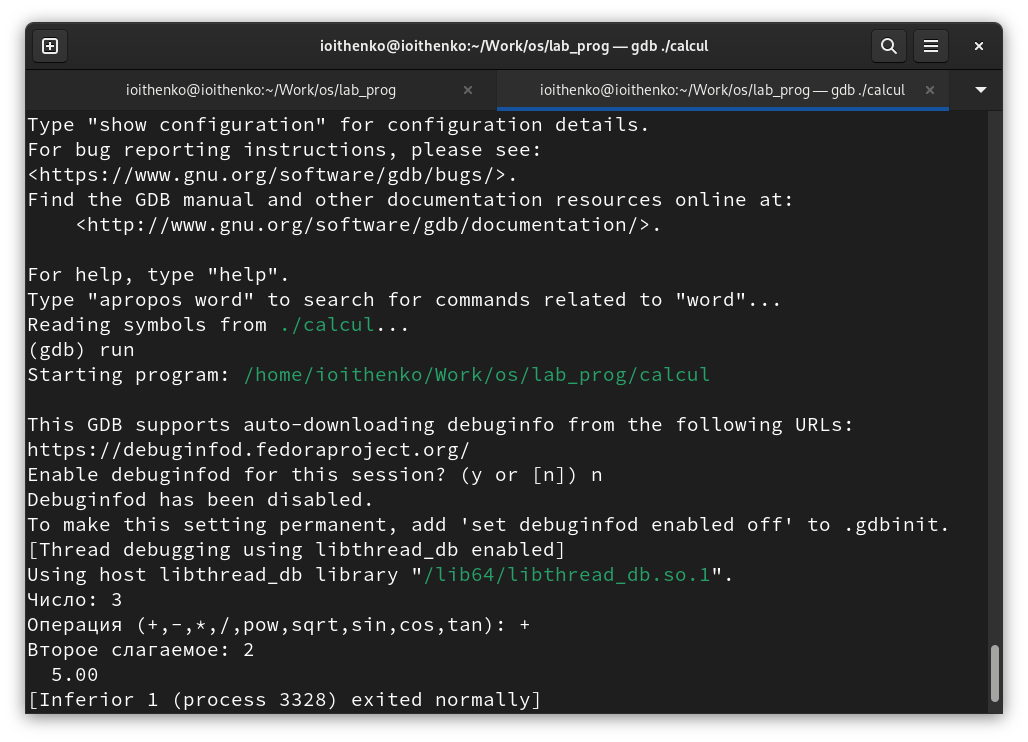 ioithenko@ioithenko:~/Work/os/lab_prog — gdb ./calcul
ioithenko@ioithenko:~/Work/os/lab_prog
ioithenko@ioithenko:~/Work/os/lab_prog — gdb ./calcul
Type "show configuration" for configuration details.
For bug reporting instructions, please see:
<https://www.gnu.org/software/gdb/bugs/>.
Find the GDB manual and other documentation resources online at:
    <http://www.gnu.org/software/gdb/documentation/>.

For help, type "help".
Type "apropos word" to search for commands related to "word"...
Reading symbols from ./calcul...
(gdb) run
Starting program: /home/ioithenko/Work/os/lab_prog/calcul

This GDB supports auto-downloading debuginfo from the following URLs:
https://debuginfod.fedoraproject.org/
Enable debuginfod for this session? (y or [n]) n
Debuginfod has been disabled.
To make this setting permanent, add 'set debuginfod enabled off' to .gdbinit.
[Thread debugging using libthread_db enabled]
Using host libthread_db library "/lib64/libthread_db.so.1".
Число: 3
Операция (+,-,*,/,pow,sqrt,sin,cos,tan): +
Второе слагаемое: 2
  5.00
[Inferior 1 (process 3328) exited normally]